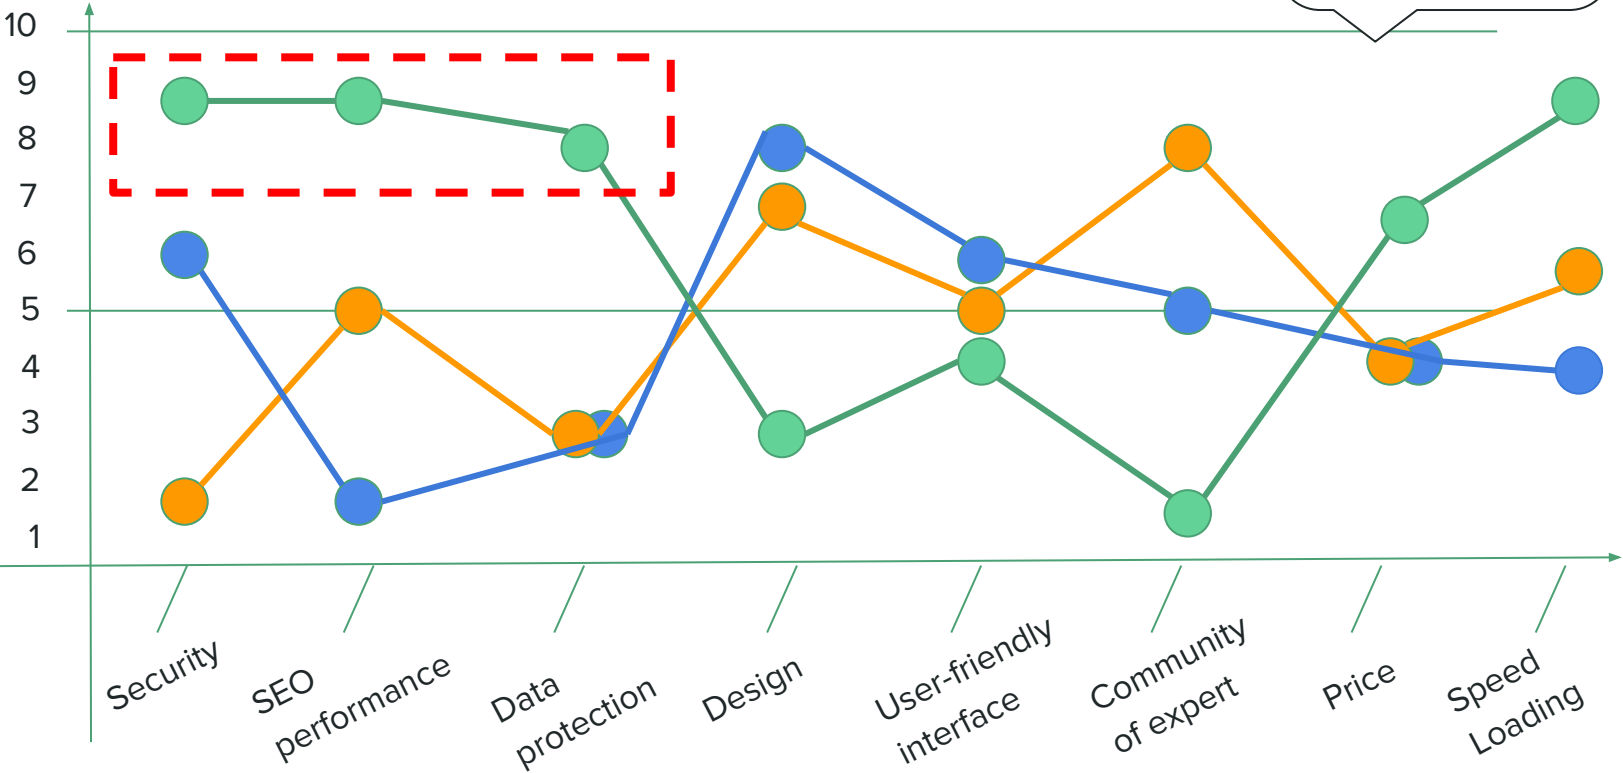 10
9
8
7
6
5
4
3
2
1
Security
SEO
performance
Data
protection
Design
User-friendly
interface
Community
of expert
Price
Speed
Loading